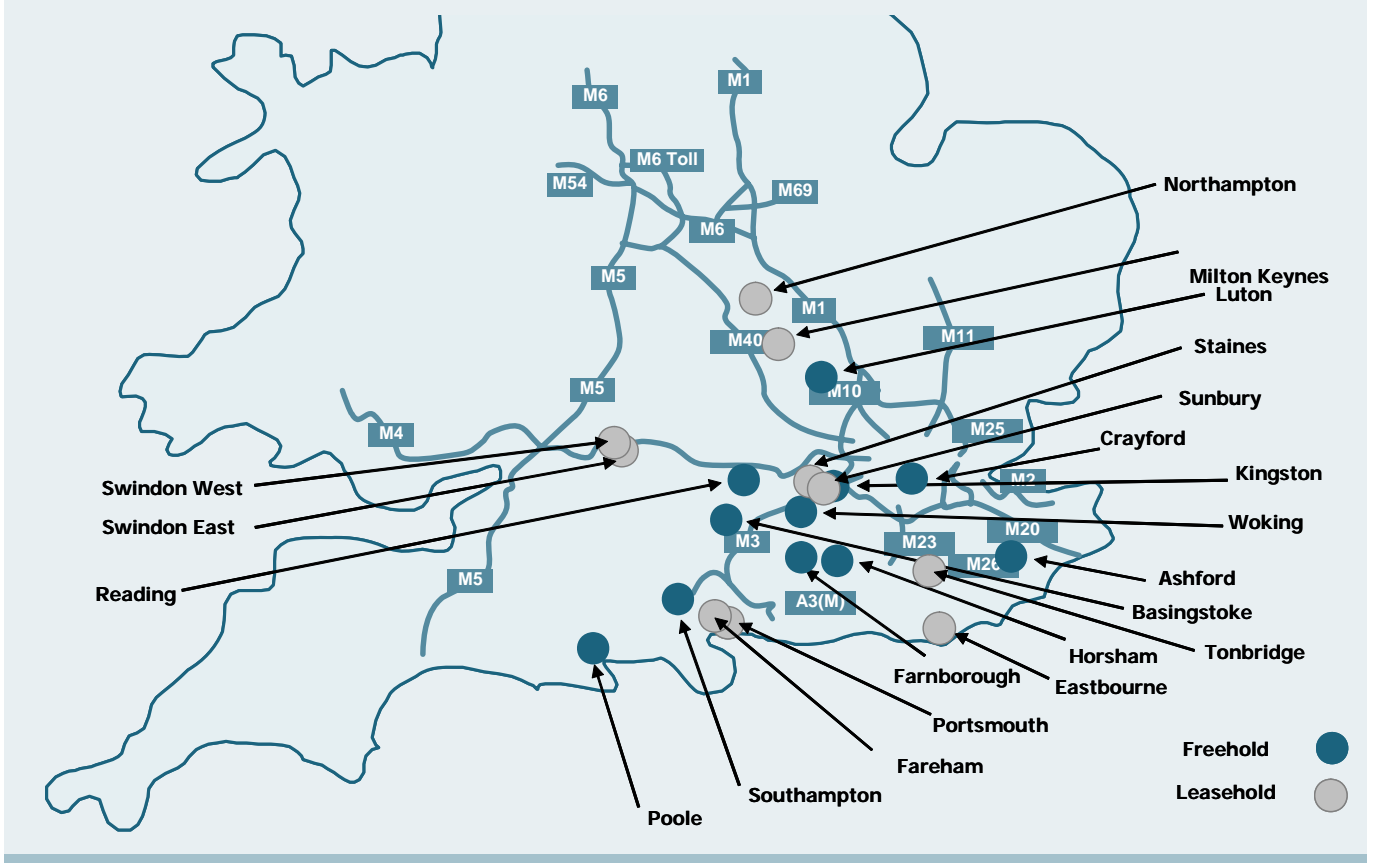 M1
M6
M6 Toll
M54
M69
Northampton
M6
M5
Milton Keynes
Luton
M1
M11
M40
Staines
M5
M10
Sunbury
M4
M25
Crayford
Kingston
M2
Swindon West
Woking
Swindon East
M20
M3
M23
M26
Ashford
M5
Reading
A3(M)
Basingstoke
Tonbridge
Horsham
Farnborough
Eastbourne
Portsmouth
Freehold
Fareham
Leasehold
Southampton
Poole